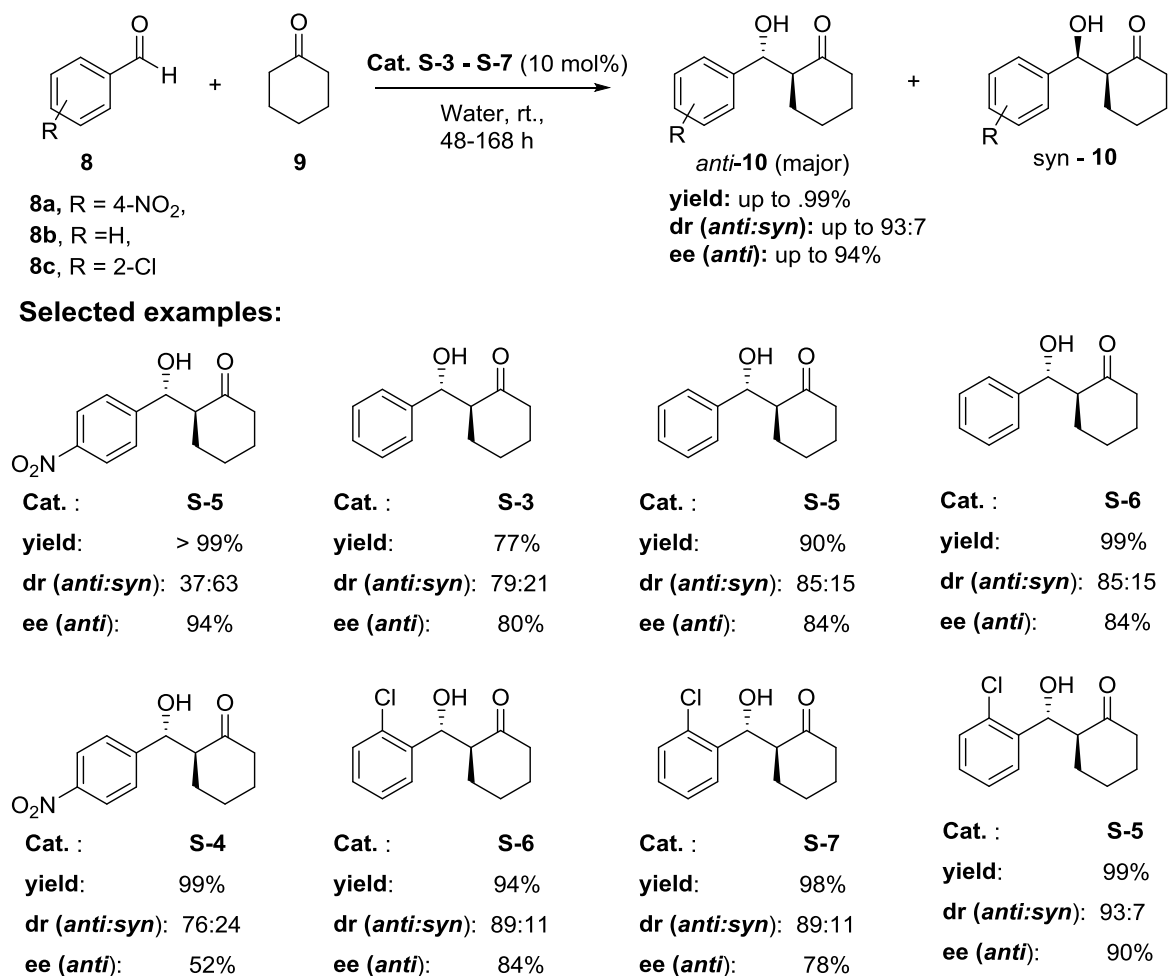 O
H
R
8
+
O
9
Cat. S-3 - S-7 (10 mol%)
Water, rt.,
48-168 h
OH O
R
anti-10 (major)
yield: up to .99%
dr (anti:syn): up to 93:7
ee (anti): up to 94%
+
OH O
R
syn - 10
8a, R = 4-NO₂,
8b, R =H,
8c, R = 2-Cl
Selected examples:
OH O
O₂N
Cat. : S-5
yield: > 99%
dr (anti:syn): 37:63
ee (anti): 94%
OH O
Cat. : S-3
yield: 77%
dr (anti:syn): 79:21
ee (anti): 80%
OH O
Cat. : S-5
yield: 90%
dr (anti:syn): 85:15
ee (anti): 84%
OH O
Cat. : S-6
yield: 99%
dr (anti:syn): 85:15
ee (anti): 84%
OH O
O₂N
Cat. : S-4
yield: 99%
dr (anti:syn): 76:24
ee (anti): 52%
Cl OH O
Cat. : S-6
yield: 94%
dr (anti:syn): 89:11
ee (anti): 84%
Cl OH O
Cat. : S-7
yield: 98%
dr (anti:syn): 89:11
ee (anti): 78%
Cl OH O
Cat. : S-5
yield: 99%
dr (anti:syn): 93:7
ee (anti): 90%